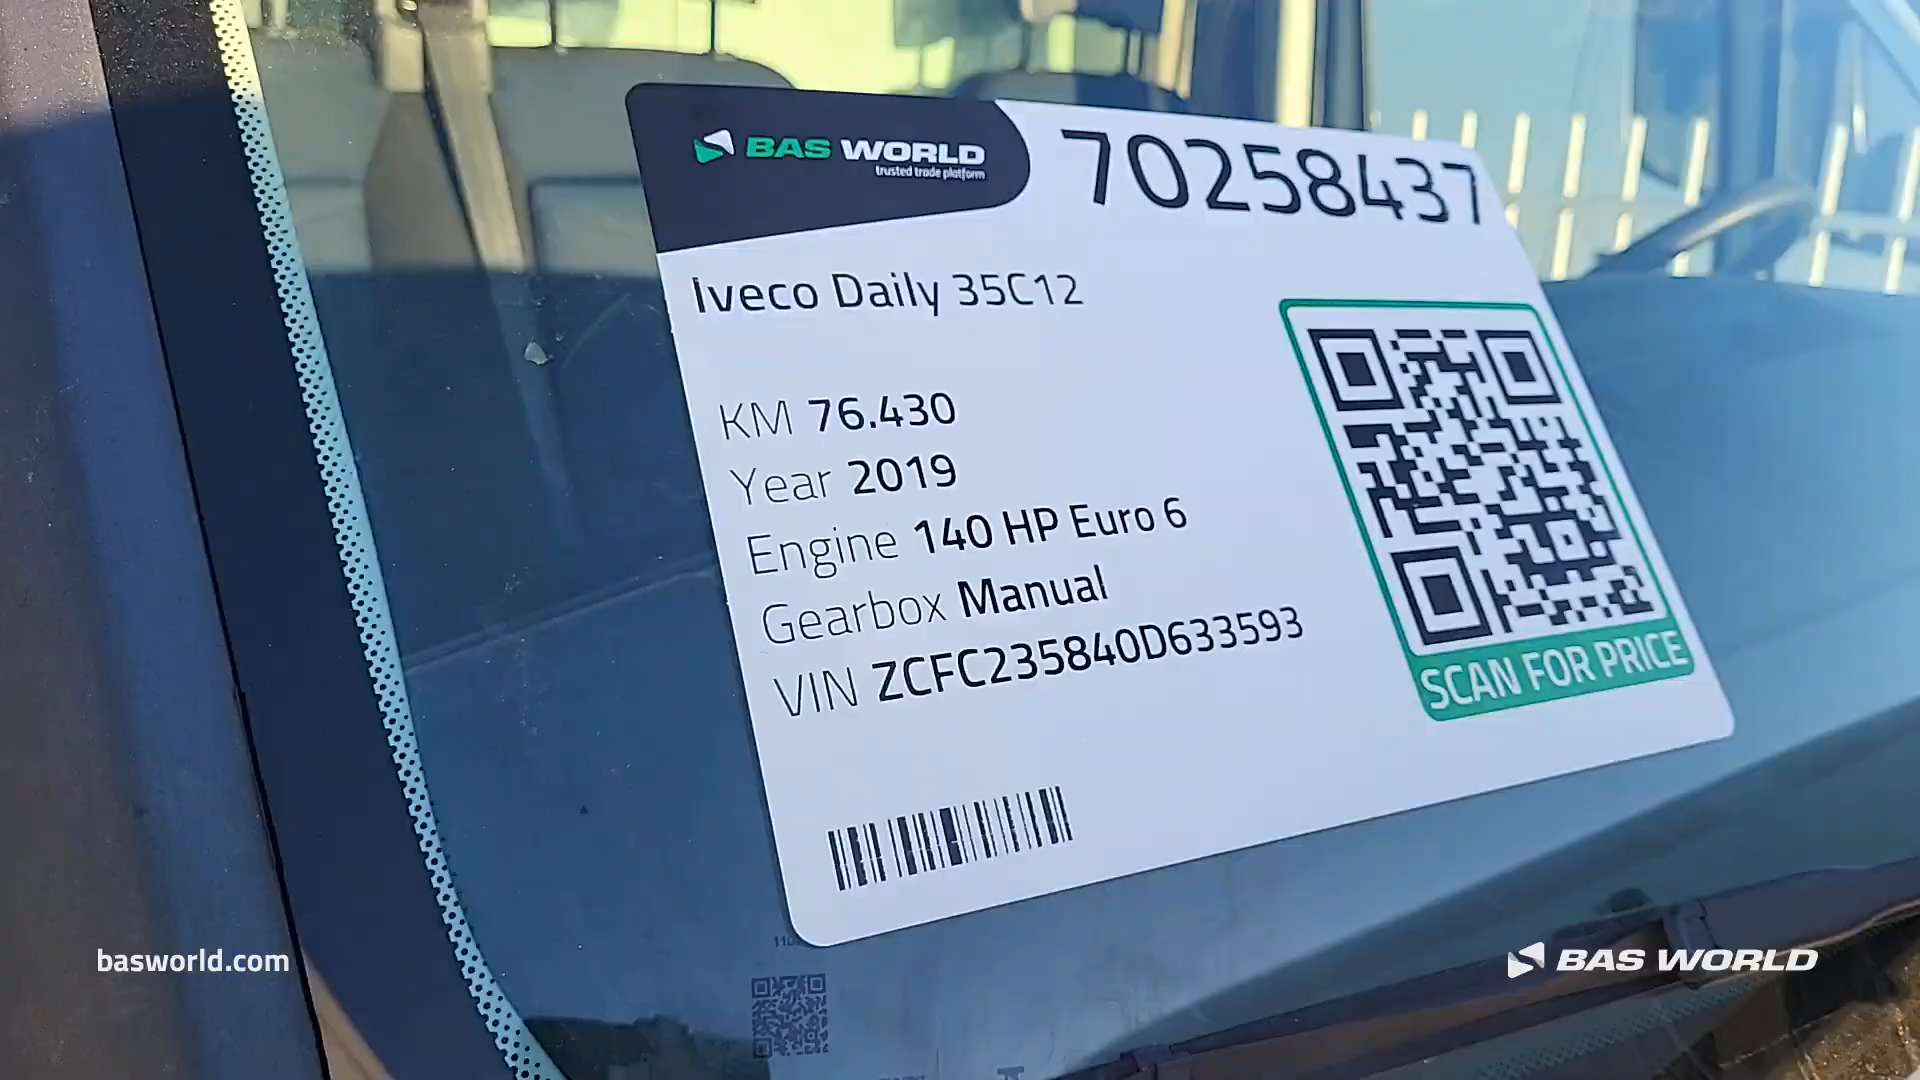 BAS WORLD
trusted trade platform
70258437
Iveco Daily 35C12
KM 76.430
Year 2019
Engine 140 HP Euro 6
Gearbox Manual
VIN ZCFC235840D633593
SCAN FOR PRICE
basworld.com
BAS WORLD